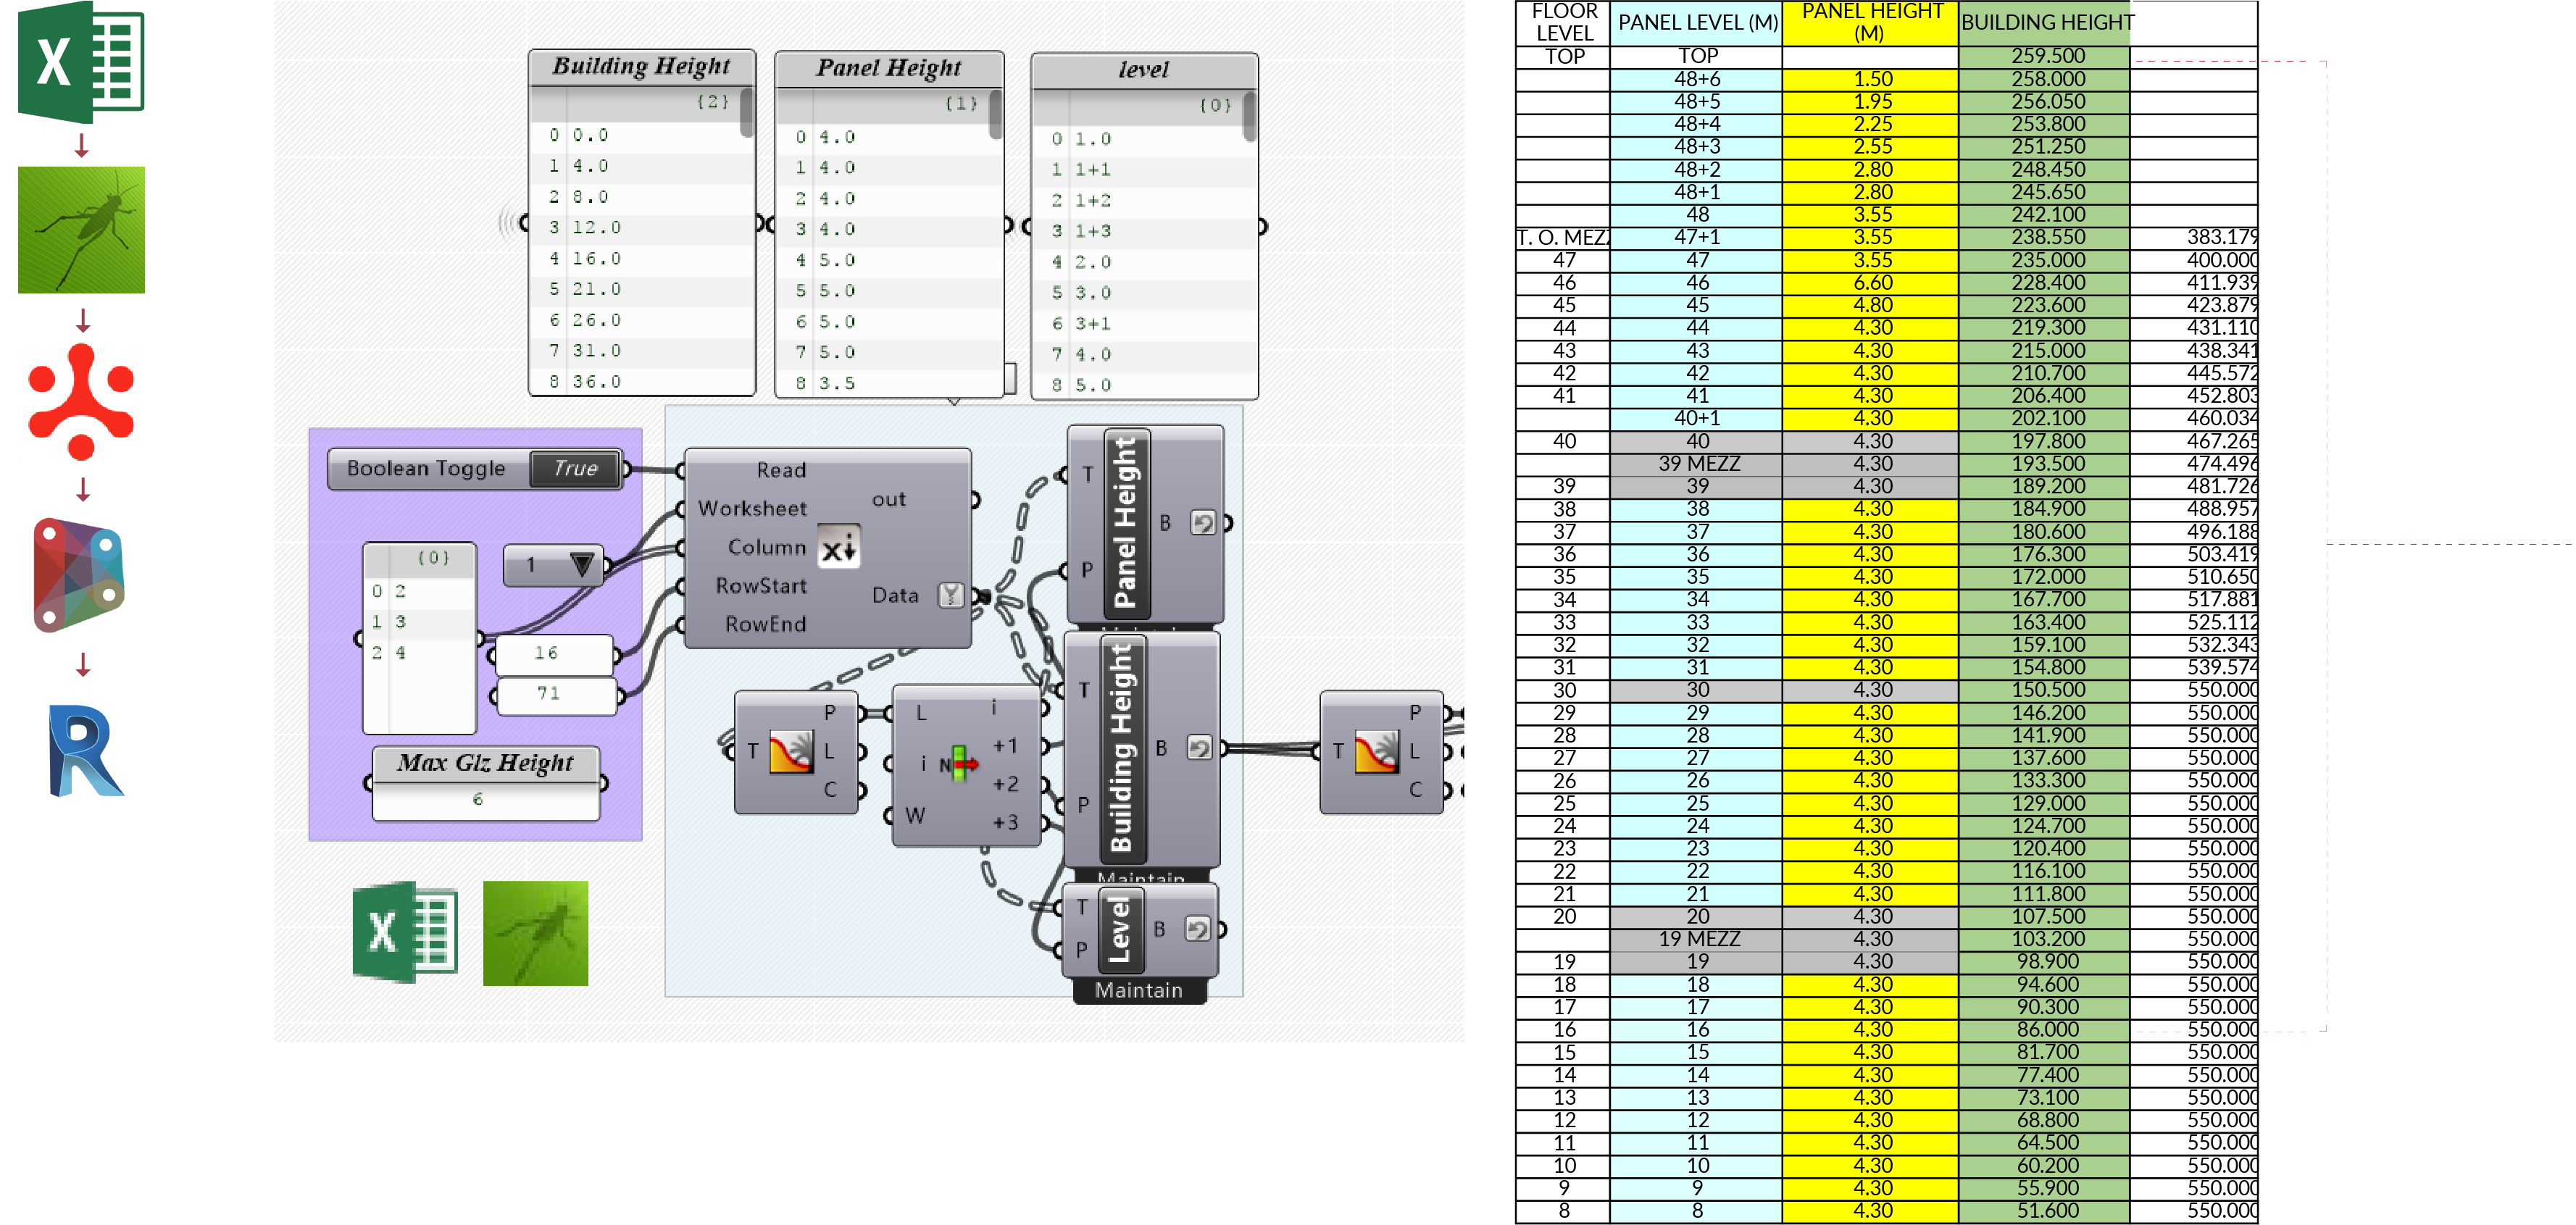 X
R
Building Height
{2}
0 0.0
1 4.0
2 8.0
3 12.0
4 16.0
5 21.0
6 26.0
7 31.0
8 36.0
Panel Height
{1}
0 4.0
1 4.0
2 4.0
3 4.0
4 5.0
5 5.0
6 5.0
7 5.0
8 3.5
level
{0}
0 1.0
1 1+1
2 1+2
3 1+3
4 2.0
5 3.0
6 3+1
7 4.0
8 5.0
Boolean Toggle True
{0}
0 2
1 3
2 4
1
16
71
Max Glz Height
6
Read
Worksheet
Column
RowStart
RowEnd
out
Data
T P B
Panel Height
T P B
Building Height
T P B
Level
Maintain
T P L C
L i W
N
i +1 +2 +3
T P L C
X
FLOOR LEVEL PANEL LEVEL (M) PANEL HEIGHT (M) BUILDING HEIGHT
TOP TOP 259.500
48+6 1.50 258.000
48+5 1.95 256.050
48+4 2.25 253.800
48+3 2.55 251.250
48+2 2.80 248.450
48+1 2.80 245.650
48 3.55 242.100
T. O. MEZ 47+1 3.55 238.550 383.179
47 47 3.55 235.000 400.000
46 46 6.60 228.400 411.939
45 45 4.80 223.600 423.879
44 44 4.30 219.300 431.110
43 43 4.30 215.000 438.341
42 42 4.30 210.700 445.572
41 41 4.30 206.400 452.803
40+1 4.30 202.100 460.034
40 40 4.30 197.800 467.265
39 MEZZ 4.30 193.500 474.496
39 39 4.30 189.200 481.726
38 38 4.30 184.900 488.957
37 37 4.30 180.600 496.188
36 36 4.30 176.300 503.419
35 35 4.30 172.000 510.650
34 34 4.30 167.700 517.881
33 33 4.30 163.400 525.112
32 32 4.30 159.100 532.343
31 31 4.30 154.800 539.574
30 30 4.30 150.500 550.000
29 29 4.30 146.200 550.000
28 28 4.30 141.900 550.000
27 27 4.30 137.600 550.000
26 26 4.30 133.300 550.000
25 25 4.30 129.000 550.000
24 24 4.30 124.700 550.000
23 23 4.30 120.400 550.000
22 22 4.30 116.100 550.000
21 21 4.30 111.800 550.000
20 20 4.30 107.500 550.000
19 MEZZ 4.30 103.200 550.000
19 19 4.30 98.900 550.000
18 18 4.30 94.600 550.000
17 17 4.30 90.300 550.000
16 16 4.30 86.000 550.000
15 15 4.30 81.700 550.000
14 14 4.30 77.400 550.000
13 13 4.30 73.100 550.000
12 12 4.30 68.800 550.000
11 11 4.30 64.500 550.000
10 10 4.30 60.200 550.000
9 9 4.30 55.900 550.000
8 8 4.30 51.600 550.000